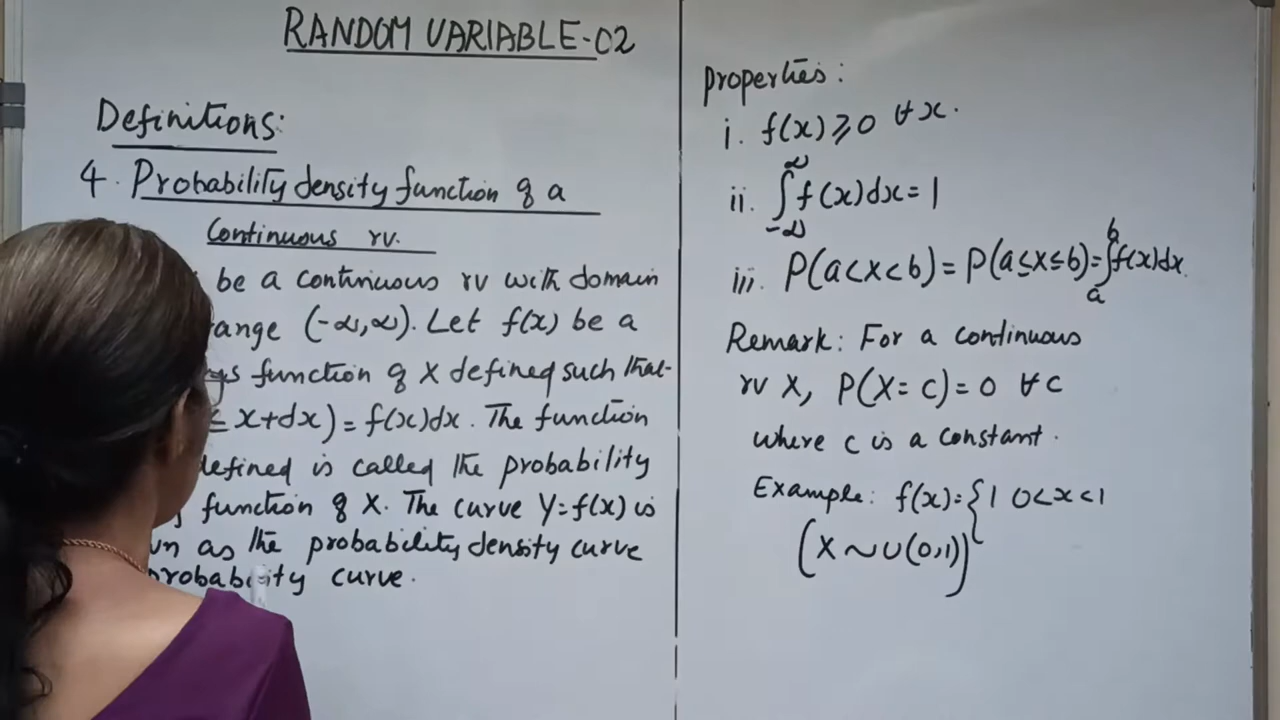 RANDOM VARIABLE-02
Definitions:
4. Probability density function of a
Continuous rv.
be a continuous rv with domain
ange (-∞,∞). Let f(x) be a
function of X defined such that
≤ x+dx) = f(x)dx. The function
defined is called the probability
function of X. The curve Y=f(x) is
wn as the probability density curve
probability curve.
Properties:
i. f(x) ≥ 0 ∀ x.
ii. ∫_{-∞}^{∞} f(x)dx = 1
iii. P(a<X<b) = P(a≤X≤b) = ∫_{a}^{b} f(x)dx.
Remark: For a continuous
rv X, P(X=c) = 0 ∀ c
where c is a constant.
Example: f(x)= { 1 0<x<1
(X ~ U(0,1))